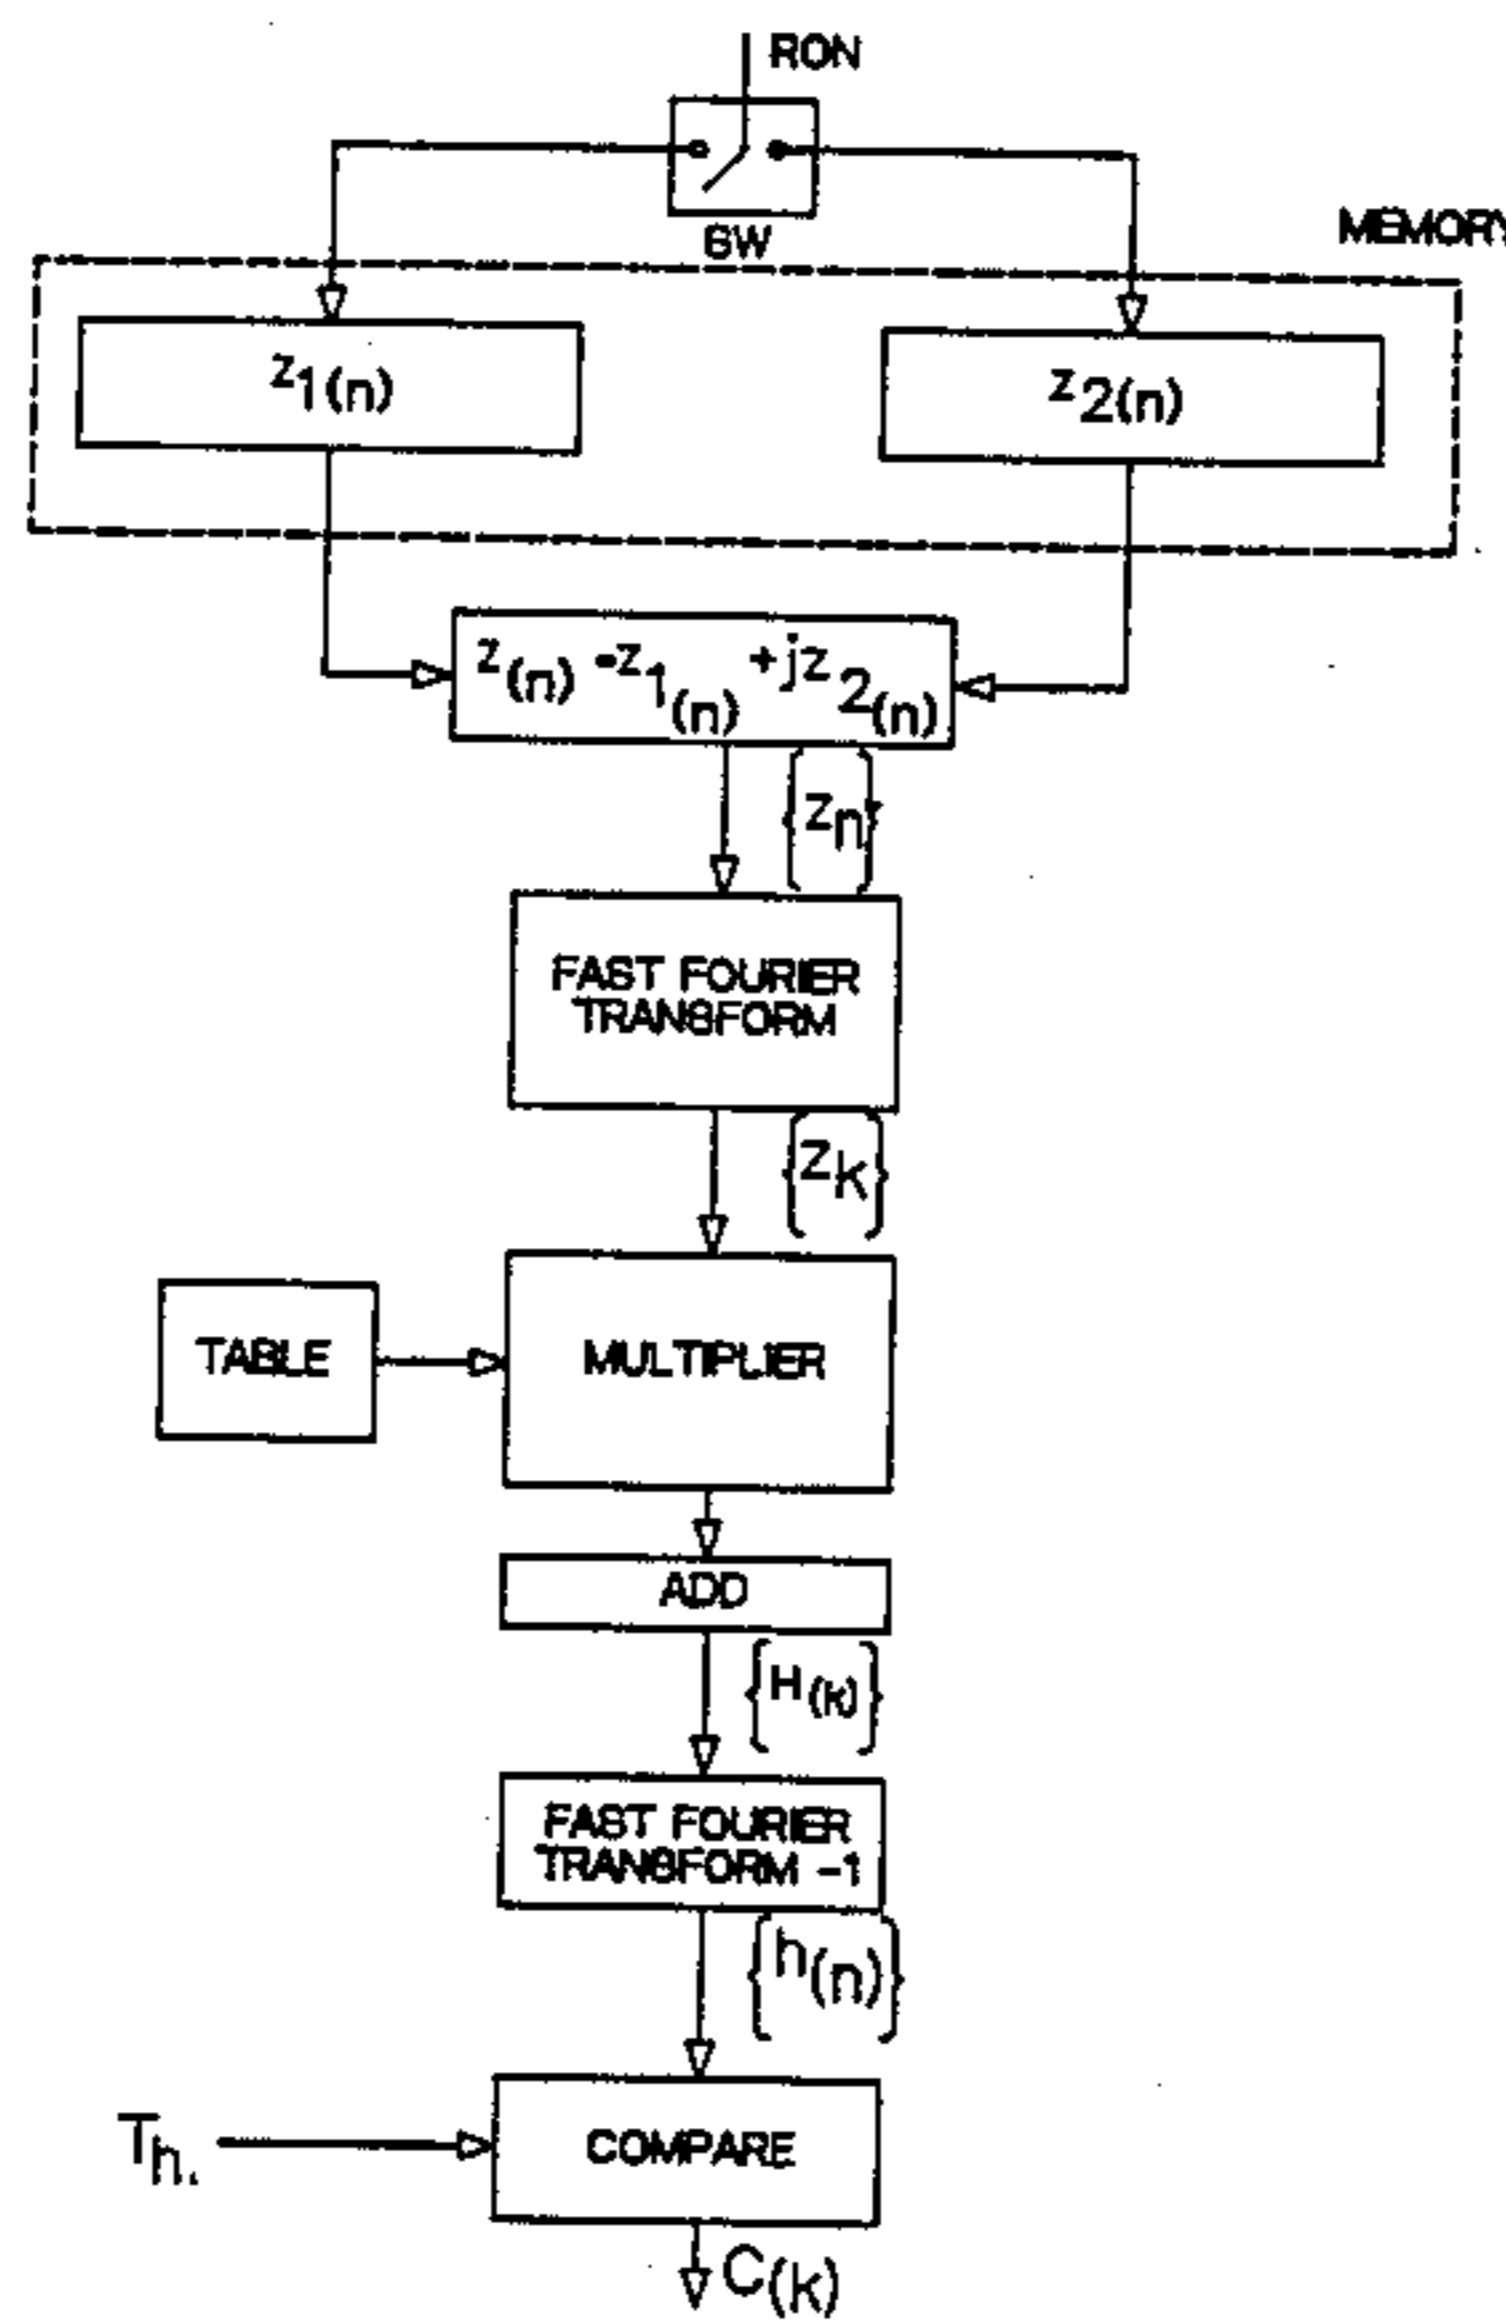 RON
SW
MEMORY
z1(n)
z2(n)
z(n) =z1(n) +jz2(n)
{zn}
FAST FOURIER
TRANSFORM
{zk}
TABLE
MULTIPLIER
ADD
{H(k)}
FAST FOURIER
TRANSFORM -1
{h(n)}
Th.
COMPARE
C(k)